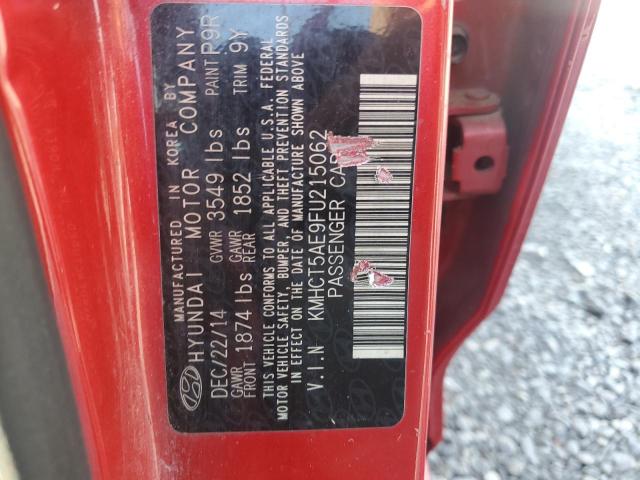 MANUFACTURED IN KOREA BY
HYUNDAI MOTOR COMPANY
DEC/22/14 GVWR 3549 lbs PAINT P9R
GAWR FRONT 1874 lbs GAWR REAR 1852 lbs TRIM 9Y
THIS VEHICLE CONFORMS TO ALL APPLICABLE U.S.A. FEDERAL
MOTOR VEHICLE SAFETY, BUMPER, AND THEFT PREVENTION STANDARDS
IN EFFECT ON THE DATE OF MANUFACTURE SHOWN ABOVE
V.I.N KMHCT5AE9FU215062
PASSENGER CAR